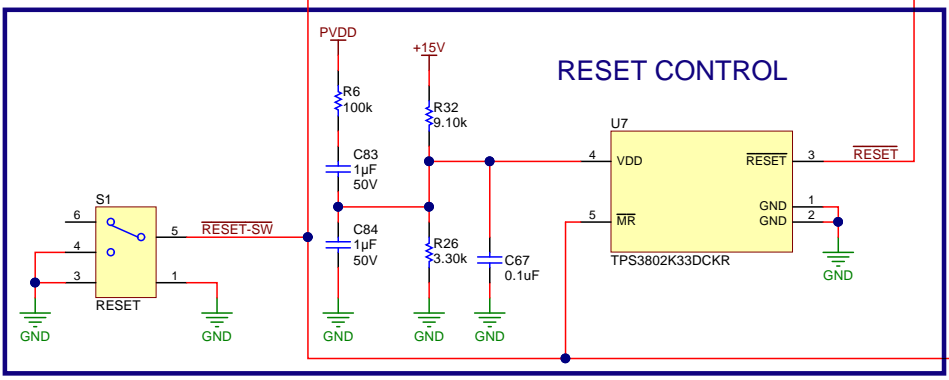 PVDD
+15V
RESET CONTROL
R6
100k
R32
9.10k
U7
C83
1µF
50V
4
VDD
RESET
3
RESET
S1
6
5
RESET-SW
4
3
1
RESET
C84
1µF
50V
R26
3.30k
C67
0.1uF
5
MR
GND
1
GND
2
TPS3802K33DCKR
GND
GND
GND
GND
GND
GND